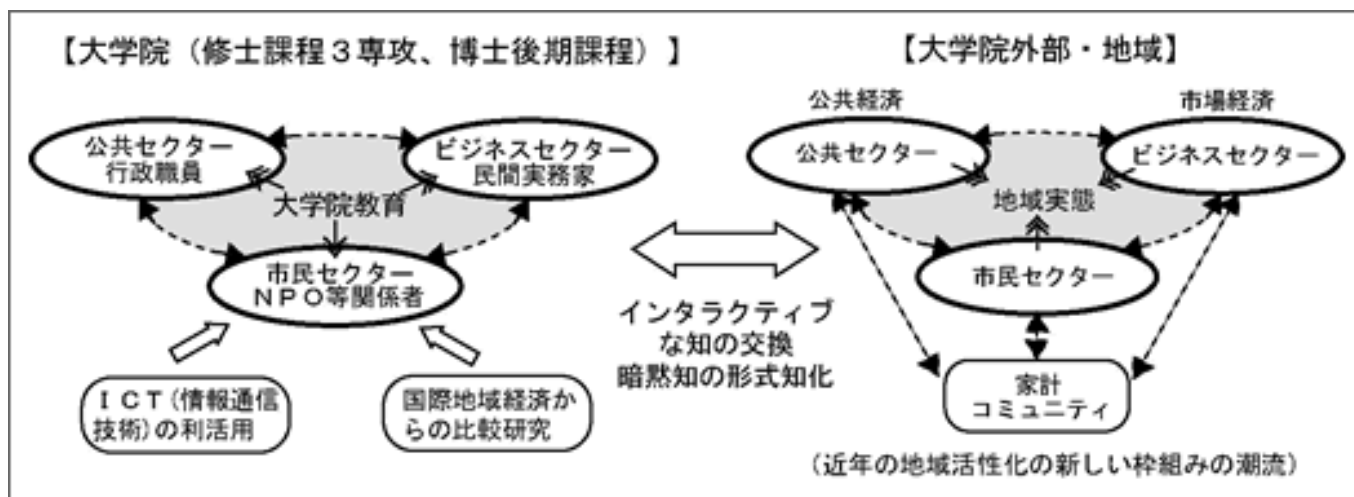 【大学院（修士課程３専攻、博士後期課程）】
公共セクター
行政職員
ビジネスセクター
民間実務家
大学院教育
市民セクター
ＮＰＯ等関係者
ＩＣＴ（情報通信
技術）の利活用
国際地域経済か
らの比較研究
インタラクティブ
な知の交換
暗黙知の形式知化
【大学院外部・地域】
公共経済
市場経済
公共セクター
ビジネスセクター
地域実態
市民セクター
家計
コミュニティ
（近年の地域活性化の新しい枠組みの潮流）